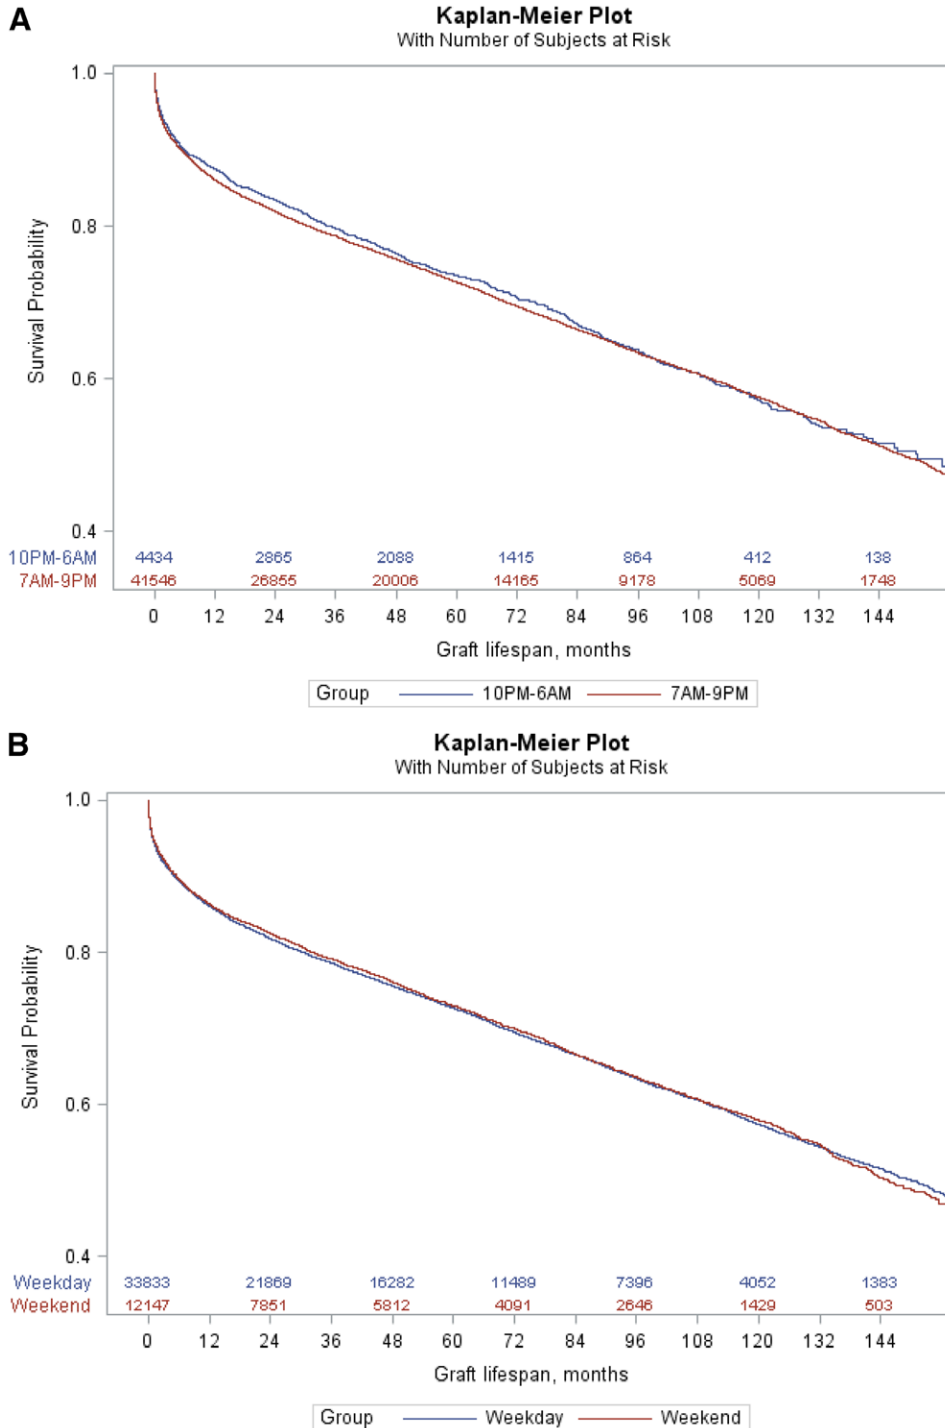 A
Kaplan-Meier Plot
With Number of Subjects at Risk
1.0
0.8
0.6
0.4
Survival Probability
10PM-6AM 4434 2865 2088 1415 864 412 138
7AM-9PM 41546 26855 20006 14165 9178 5069 1748
0 12 24 36 48 60 72 84 96 108 120 132 144
Graft lifespan, months
Group 10PM-6AM 7AM-9PM
B
Kaplan-Meier Plot
With Number of Subjects at Risk
1.0
0.8
0.6
0.4
Survival Probability
Weekday 33833 21869 16282 11489 7396 4052 1383
Weekend 12147 7851 5812 4091 2646 1429 503
0 12 24 36 48 60 72 84 96 108 120 132 144
Graft lifespan, months
Group Weekday Weekend